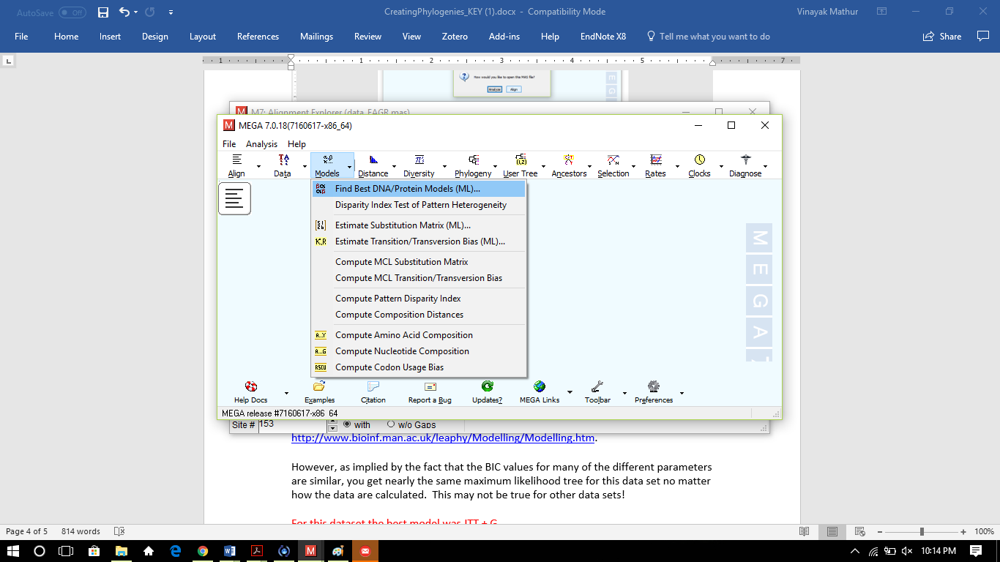 AutoSave Off
CreatingPhylogenies_KEY (1).docx - Compatibility Mode
Vinayak Mathur
File Home Insert Design Layout References Mailings Review View Zotero Add-ins Help EndNote X8 Tell me what you want to do Share
L
1 1 2 3 4 5 7
How would you like to open this MAS file?
Analyze Align
M7: Alignment Explorer (data_EAGR.mas)
M MEGA 7.0.18(7160617-x86_64)
File Analysis Help
Align Data Models Distance Diversity Phylogeny User Tree Ancestors Selection Rates Clocks Diagnose
Find Best DNA/Protein Models (ML)...
Disparity Index Test of Pattern Heterogeneity
Estimate Substitution Matrix (ML)...
Estimate Transition/Transversion Bias (ML)...
Compute MCL Substitution Matrix
Compute MCL Transition/Transversion Bias
Compute Pattern Disparity Index
Compute Composition Distances
Compute Amino Acid Composition
Compute Nucleotide Composition
Compute Codon Usage Bias
MEGA
Help Docs Examples Citation Report a Bug Updates? MEGA Links Toolbar Preferences
MEGA release #7160617-x86_64
Site # 153 with w/o Gaps
http://www.bioinf.man.ac.uk/leaphy/Modelling/Modelling.htm.
However, as implied by the fact that the BIC values for many of the different parameters
are similar, you get nearly the same maximum likelihood tree for this data set no matter
how the data are calculated. This may not be true for other data sets!
For this dataset the best model was JTT + G
Page 4 of 5 814 words 100%
10:14 PM